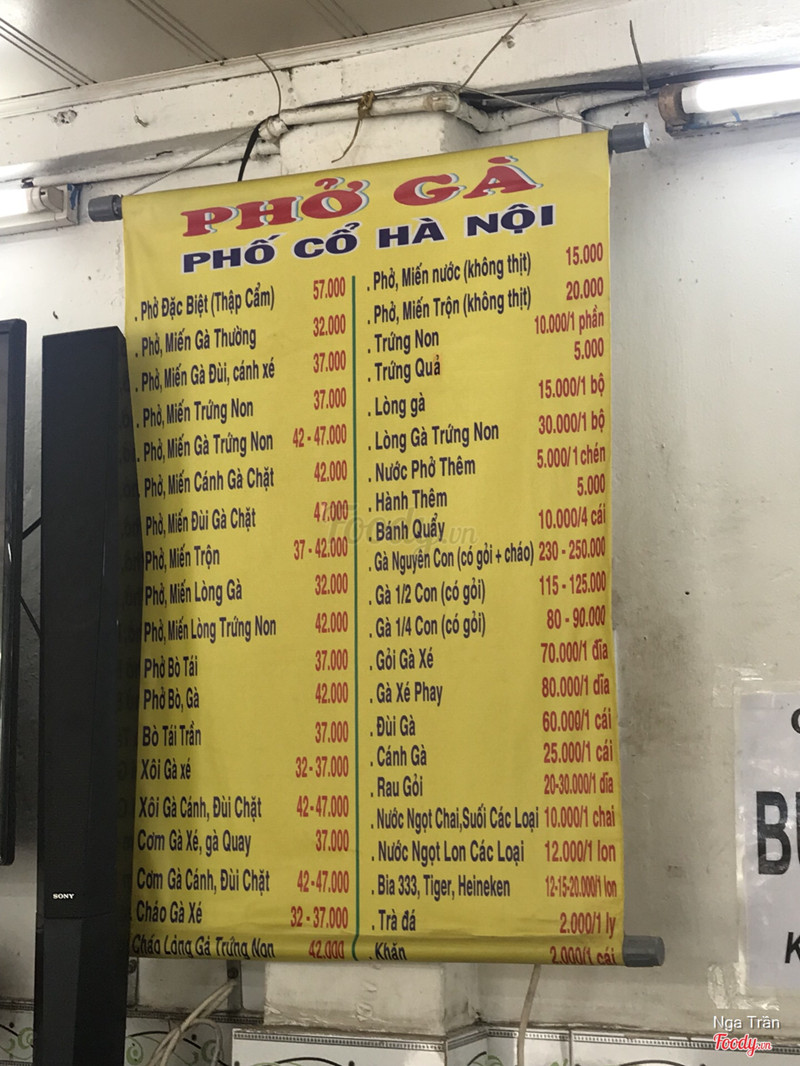 PHỞ GÀ
PHỐ CỔ HÀ NỘI
. Phở Đặc Biệt (Thập Cẩm) 57.000
. Phở, Miến Gà Thường 32.000
. Phở, Miến Gà Đùi, cánh xé 37.000
. Phở, Miến Trứng Non 37.000
. Phở, Miến Gà Trứng Non 42 - 47.000
. Phở, Miến Cánh Gà Chặt 42.000
. Phở, Miến Đùi Gà Chặt 47.000
Phở, Miến Trộn 37 - 42.000
Phở, Miến Lòng Gà 32.000
Phở, Miến Lòng Trứng Non 42.000
Phở Bò Tái 37.000
Phở Bò, Gà 42.000
Bò Tái Trần 37.000
Xôi Gà xé 32-37.000
Xôi Gà Cánh, Đùi Chặt 42-47.000
Cơm Gà Xé, gà Quay 37.000
Cơm Gà Cánh, Đùi Chặt 42-47.000
Cháo Gà Xé 32 - 37.000
Cháo Lòng Gà Trứng Non 42.000
. Phở, Miến nước (không thịt) 15.000
. Phở, Miến Trộn (không thịt) 20.000
. Trứng Non 10.000/1 phần
. Trứng Quả 5.000
. Lòng gà 15.000/1 bộ
. Lòng Gà Trứng Non 30.000/1 bộ
. Nước Phở Thêm 5.000/1chén
. Hành Thêm 5.000
. Bánh Quẩy 10.000/4 cái
. Gà Nguyên Con (có gỏi + cháo) 230 - 250.000
. Gà 1/2 Con (có gỏi) 115 - 125.000
. Gà 1/4 Con (có gỏi) 80 - 90.000
. Gỏi Gà Xé 70.000/1 đĩa
. Gà Xé Phay 80.000/1 dĩa
. Đùi Gà 60.000/1 cái
. Cánh Gà 25.000/1 cái
. Rau Gỏi 20-30.000/1 đĩa
. Nước Ngọt Chai,Suối Các Loại 10.000/1 chai
. Nước Ngọt Lon Các Loại 12.000/1 lon
. Bia 333, Tiger, Heineken 12-15-20.000/1 lon
. Trà đá 2.000/1 ly
. Khăn 2.000/1 cái
SONY
Foody.vn
Nga Trần
Foody.vn